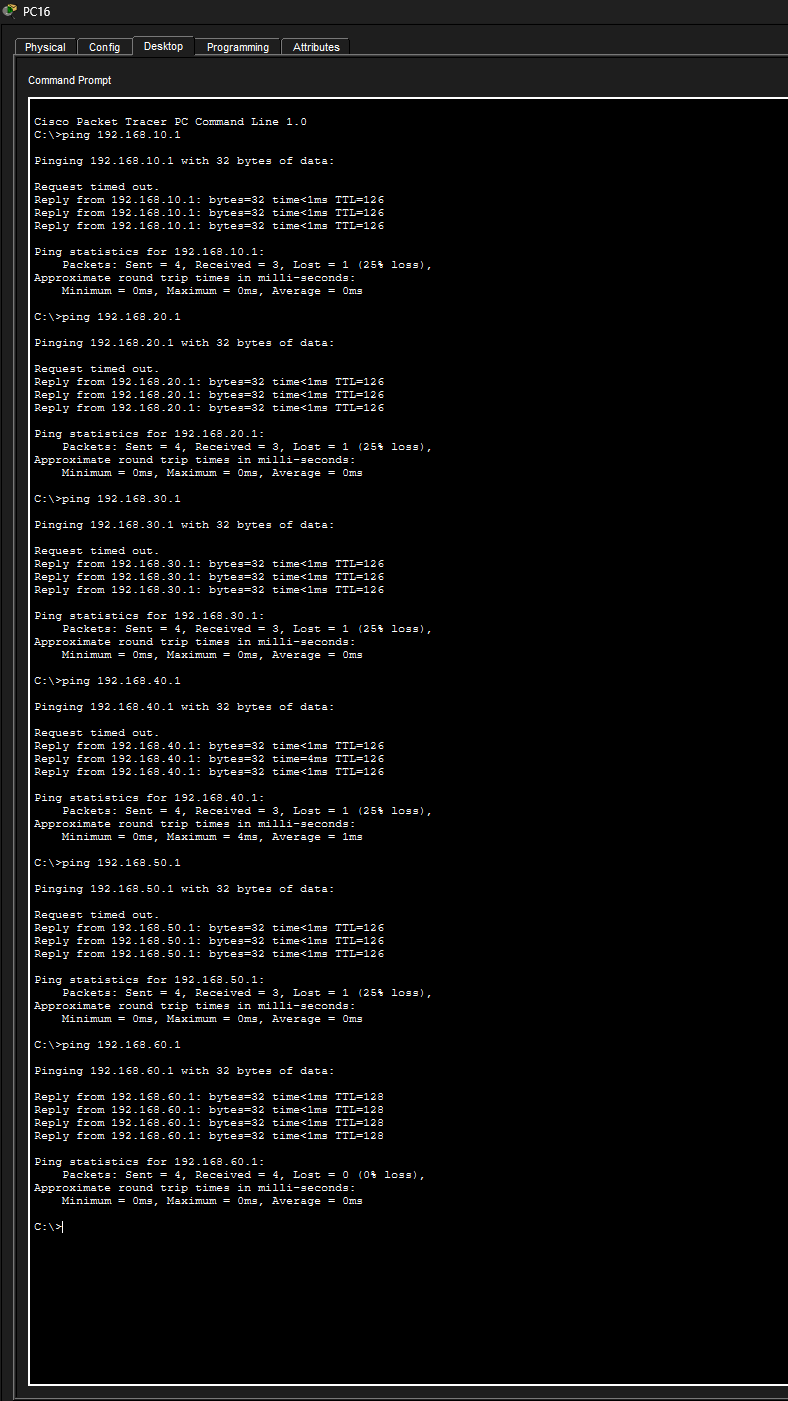 PC16
Physical Config Desktop Programming Attributes
Command Prompt
Cisco Packet Tracer PC Command Line 1.0
C:\>ping 192.168.10.1
Pinging 192.168.10.1 with 32 bytes of data:
Request timed out.
Reply from 192.168.10.1: bytes=32 time<1ms TTL=126
Reply from 192.168.10.1: bytes=32 time<1ms TTL=126
Reply from 192.168.10.1: bytes=32 time<1ms TTL=126
Ping statistics for 192.168.10.1:
Packets: Sent = 4, Received = 3, Lost = 1 (25% loss),
Approximate round trip times in milli-seconds:
Minimum = 0ms, Maximum = 0ms, Average = 0ms
C:\>ping 192.168.20.1
Pinging 192.168.20.1 with 32 bytes of data:
Request timed out.
Reply from 192.168.20.1: bytes=32 time<1ms TTL=126
Reply from 192.168.20.1: bytes=32 time<1ms TTL=126
Reply from 192.168.20.1: bytes=32 time<1ms TTL=126
Ping statistics for 192.168.20.1:
Packets: Sent = 4, Received = 3, Lost = 1 (25% loss),
Approximate round trip times in milli-seconds:
Minimum = 0ms, Maximum = 0ms, Average = 0ms
C:\>ping 192.168.30.1
Pinging 192.168.30.1 with 32 bytes of data:
Request timed out.
Reply from 192.168.30.1: bytes=32 time<1ms TTL=126
Reply from 192.168.30.1: bytes=32 time<1ms TTL=126
Reply from 192.168.30.1: bytes=32 time<1ms TTL=126
Ping statistics for 192.168.30.1:
Packets: Sent = 4, Received = 3, Lost = 1 (25% loss),
Approximate round trip times in milli-seconds:
Minimum = 0ms, Maximum = 0ms, Average = 0ms
C:\>ping 192.168.40.1
Pinging 192.168.40.1 with 32 bytes of data:
Request timed out.
Reply from 192.168.40.1: bytes=32 time<1ms TTL=126
Reply from 192.168.40.1: bytes=32 time=4ms TTL=126
Reply from 192.168.40.1: bytes=32 time<1ms TTL=126
Ping statistics for 192.168.40.1:
Packets: Sent = 4, Received = 3, Lost = 1 (25% loss),
Approximate round trip times in milli-seconds:
Minimum = 0ms, Maximum = 4ms, Average = 1ms
C:\>ping 192.168.50.1
Pinging 192.168.50.1 with 32 bytes of data:
Request timed out.
Reply from 192.168.50.1: bytes=32 time<1ms TTL=126
Reply from 192.168.50.1: bytes=32 time<1ms TTL=126
Reply from 192.168.50.1: bytes=32 time<1ms TTL=126
Ping statistics for 192.168.50.1:
Packets: Sent = 4, Received = 3, Lost = 1 (25% loss),
Approximate round trip times in milli-seconds:
Minimum = 0ms, Maximum = 0ms, Average = 0ms
C:\>ping 192.168.60.1
Pinging 192.168.60.1 with 32 bytes of data:
Reply from 192.168.60.1: bytes=32 time<1ms TTL=128
Reply from 192.168.60.1: bytes=32 time<1ms TTL=128
Reply from 192.168.60.1: bytes=32 time<1ms TTL=128
Reply from 192.168.60.1: bytes=32 time<1ms TTL=128
Ping statistics for 192.168.60.1:
Packets: Sent = 4, Received = 4, Lost = 0 (0% loss),
Approximate round trip times in milli-seconds:
Minimum = 0ms, Maximum = 0ms, Average = 0ms
C:\>